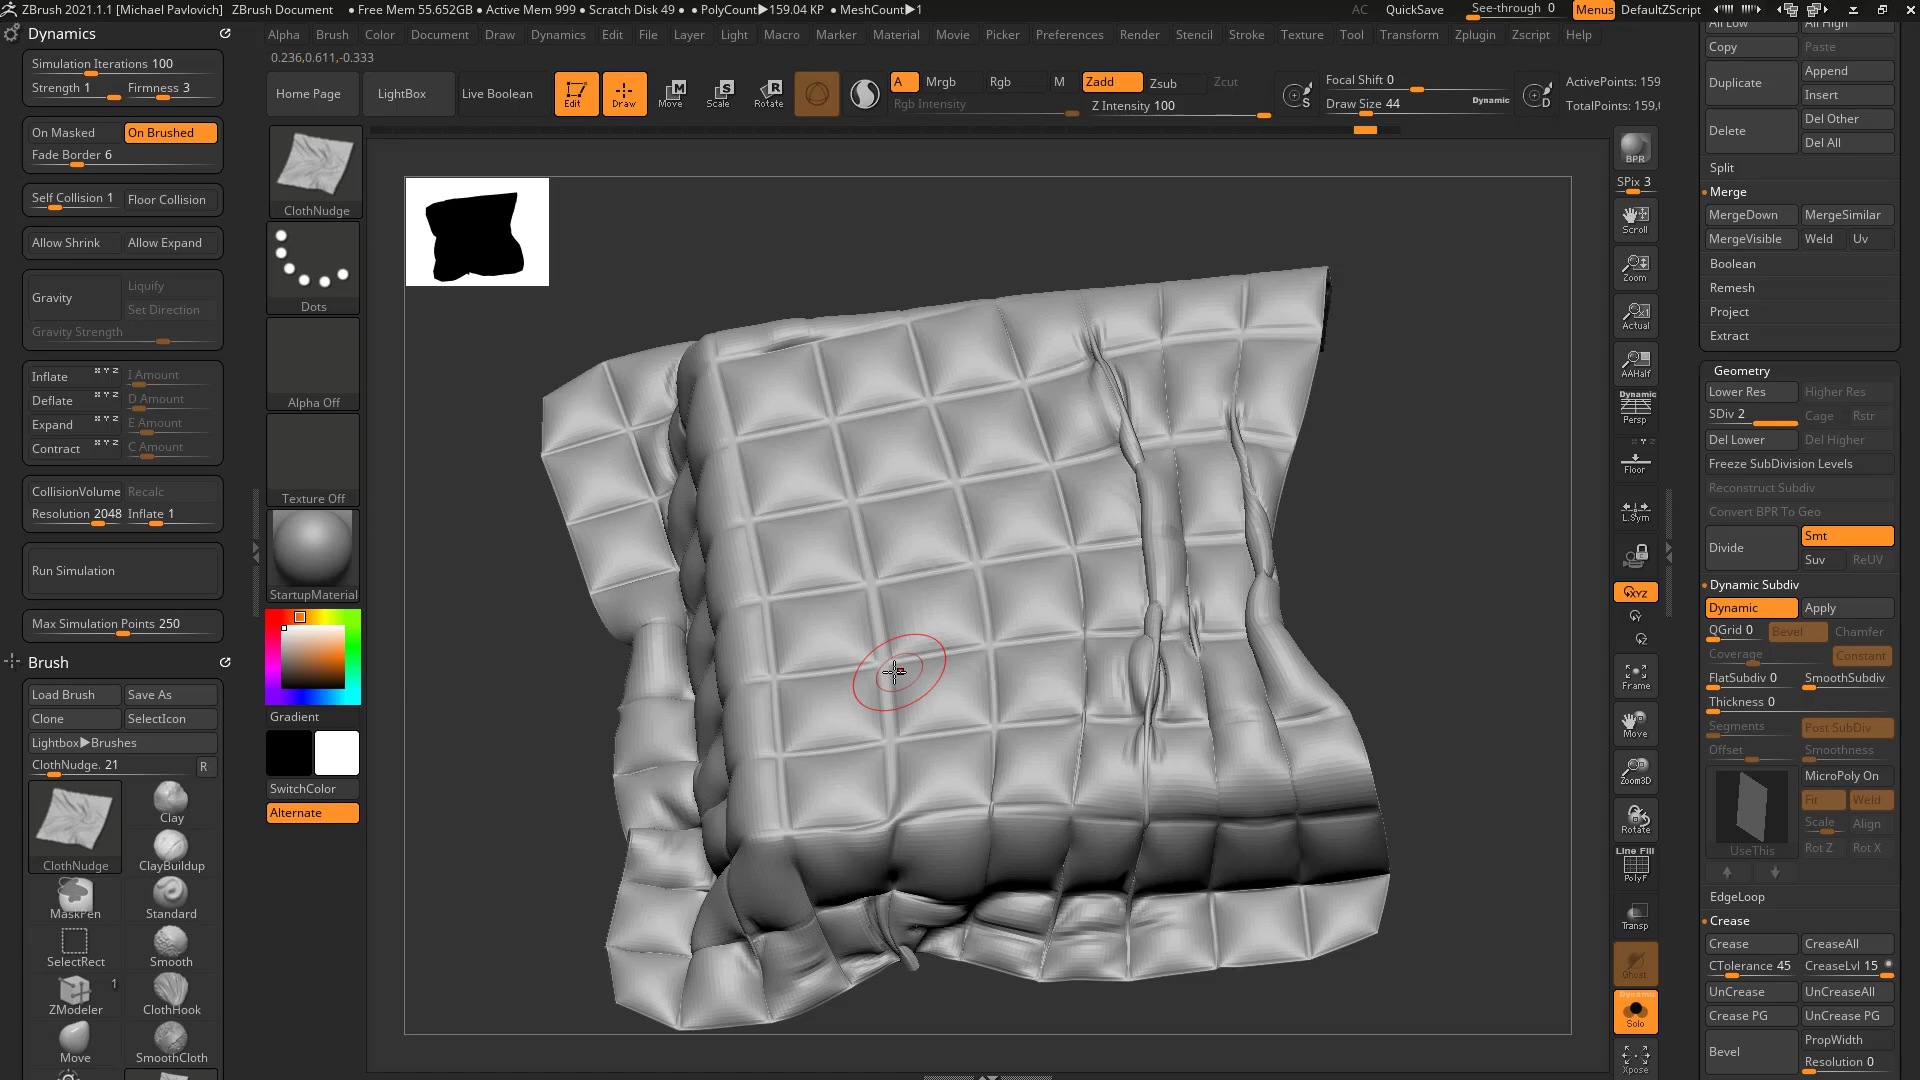 ZBrush 2021.1.1 [Michael Pavlovich] ZBrush Document • Free Mem 55.652GB • Active Mem 999 • Scratch Disk 49 • PolyCount▶159.04 KP • MeshCount▶1 AC QuickSave See-through 0 Menus DefaultZScript
Alpha Brush Color Document Draw Dynamics Edit File Layer Light Macro Marker Material Movie Picker Preferences Render Stencil Stroke Texture Tool Transform Zplugin Zscript Help
0.236,0.611,-0.333
Home Page LightBox Live Boolean Edit Draw Move Scale Rotate
A Mrgb Rgb M Zadd Zsub Zcut
Rgb Intensity Z Intensity 100
S Focal Shift 0
Draw Size 44 Dynamic D
ActivePoints: 159
TotalPoints: 159,
Dynamics
Simulation Iterations 100
Strength 1 Firmness 3
On Masked On Brushed
Fade Border 6
Self Collision 1 Floor Collision
Allow Shrink Allow Expand
Gravity Liquify
Set Direction
Gravity Strength
Inflate X Y Z I Amount
Deflate X Y Z D Amount
Expand X Y Z E Amount
Contract X Y Z C Amount
CollisionVolume Recalc
Resolution 2048 Inflate 1
Run Simulation
Max Simulation Points 250
Brush
Load Brush Save As
Clone SelectIcon
Lightbox▶Brushes
ClothNudge. 21 R
ClothNudge Clay
ClayBuildup
MaskPen Standard
SelectRect Smooth
1
ZModeler ClothHook
Move SmoothCloth
ClothNudge
Dots
Alpha Off
Texture Off
StartupMaterial
Gradient
SwitchColor
Alternate
BPR
SPix 3
Scroll
Zoom
Actual
AAHalf
Dynamic
Persp
Floor
L.Sym
XYZ
Y
Z
Frame
Move
Zoom3D
Rotate
Line Fill
PolyF
Transp
Ghost
Dynamic
Solo
Xpose
All Low All High
Copy Paste
Duplicate Append
Insert
Delete Del Other
Del All
Split
Merge
MergeDown MergeSimilar
MergeVisible Weld Uv
Boolean
Remesh
Project
Extract
Geometry
Lower Res Higher Res
SDiv 2 Cage Rstr
Del Lower Del Higher
Freeze SubDivision Levels
Reconstruct Subdiv
Convert BPR To Geo
Divide Smt
Suv ReUV
Dynamic Subdiv
Dynamic Apply
QGrid 0 Bevel Chamfer
Coverage Constant
FlatSubdiv 0 SmoothSubdiv
Thickness 0
Segments Post SubDiv
Offset Smoothness
MicroPoly On
Fit Weld
Scale Align
UseThis Rot Z Rot X
EdgeLoop
Crease
Crease CreaseAll
CTolerance 45 CreaseLvl 15
UnCrease UnCreaseAll
Crease PG UnCrease PG
Bevel PropWidth
Resolution 0